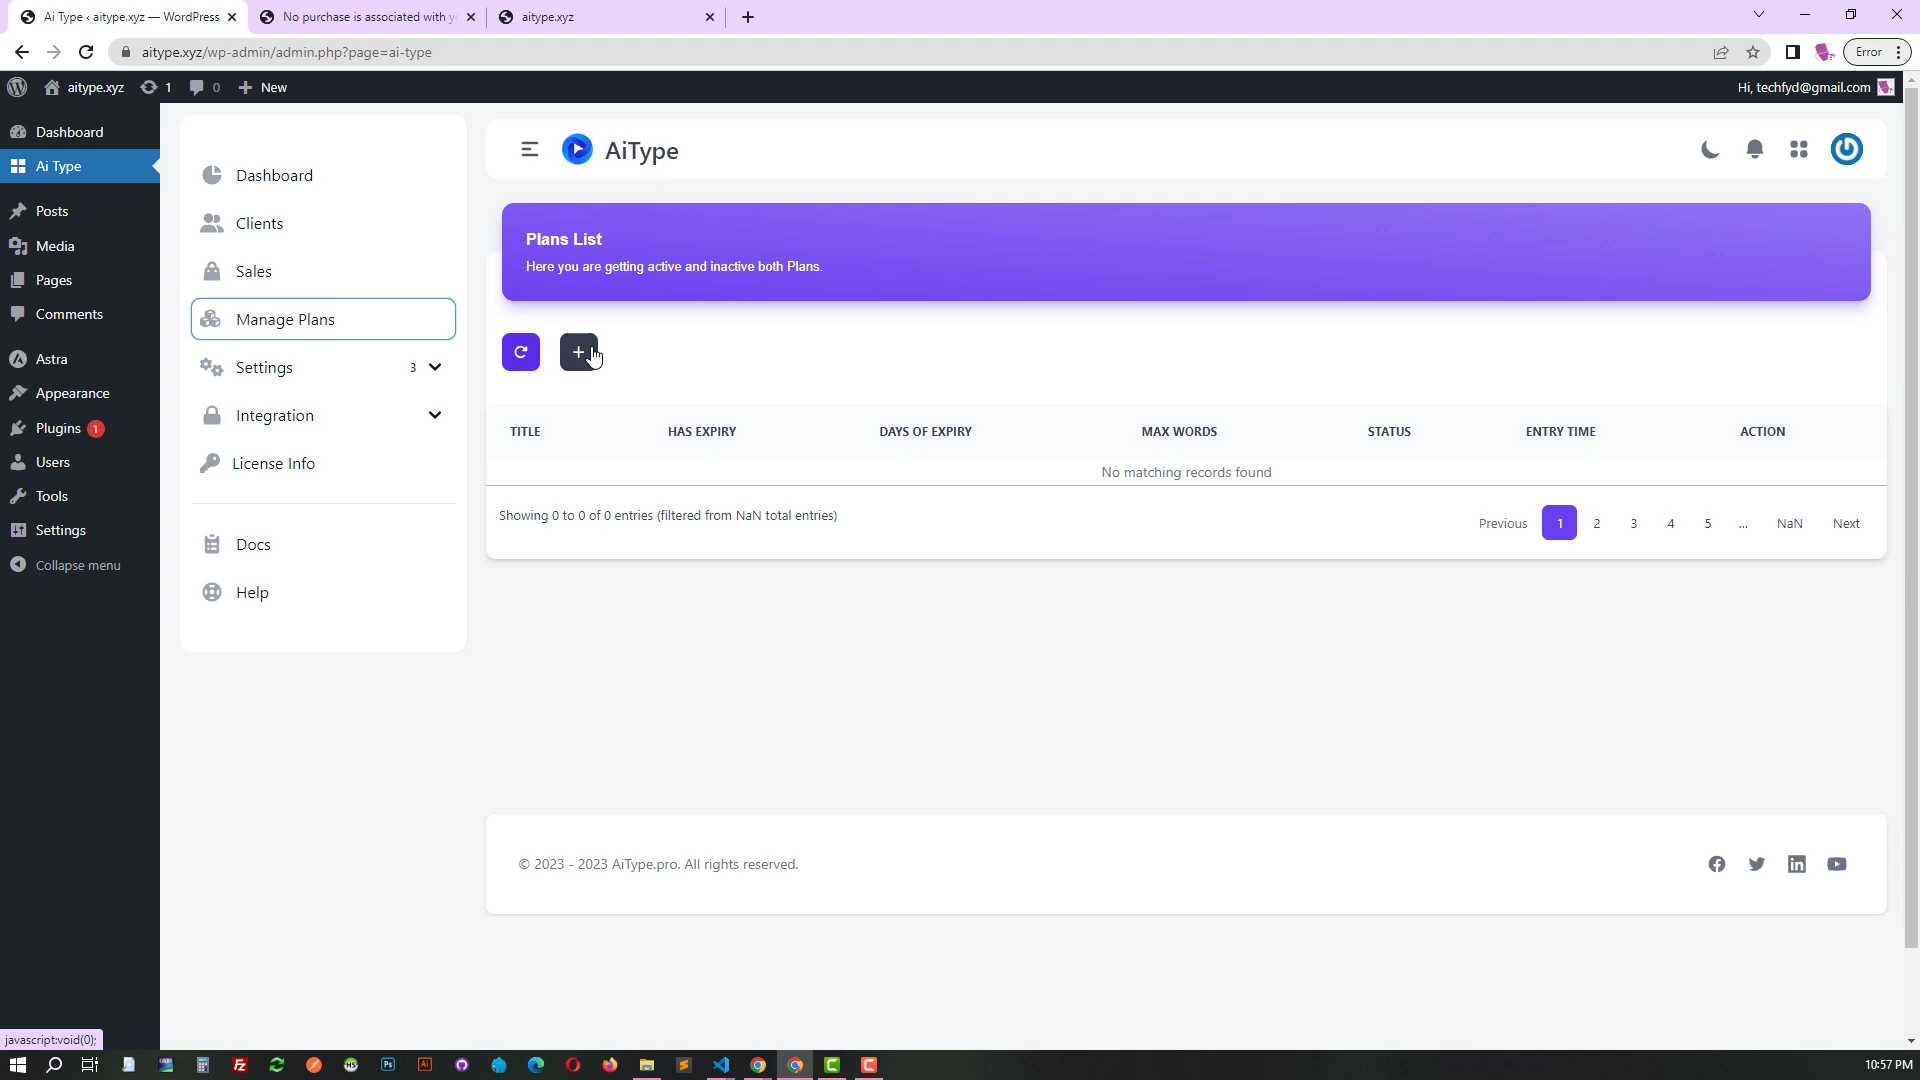 Ai Type ‹ aitype.xyz — WordPress
No purchase is associated with y
aitype.xyz
aitype.xyz/wp-admin/admin.php?page=ai-type
Error
aitype.xyz
1
0
New
Hi, techfyd@gmail.com
Dashboard
Ai Type
Posts
Media
Pages
Comments
Astra
Appearance
Plugins 1
Users
Tools
Settings
Collapse menu
Dashboard
Clients
Sales
Manage Plans
Settings 3
Integration
License Info
Docs
Help
AiType
Plans List
Here you are getting active and inactive both Plans.
TITLE HAS EXPIRY DAYS OF EXPIRY MAX WORDS STATUS ENTRY TIME ACTION
No matching records found
Showing 0 to 0 of 0 entries (filtered from NaN total entries)
Previous 1 2 3 4 5 ... NaN Next
© 2023 - 2023 AiType.pro. All rights reserved.
javascript:void(0);
10:57 PM